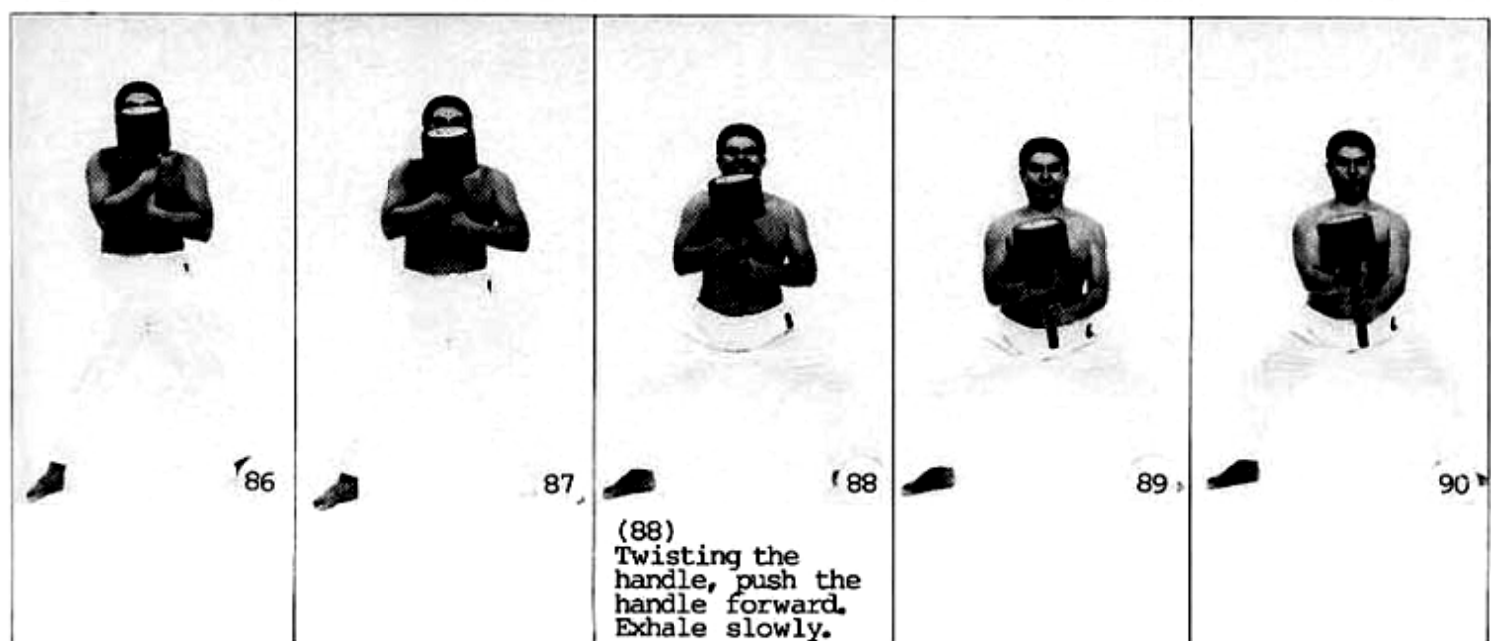 86
87
88
89
90
(88)
Twisting the
handle, push the
handle forward.
Exhale slowly.